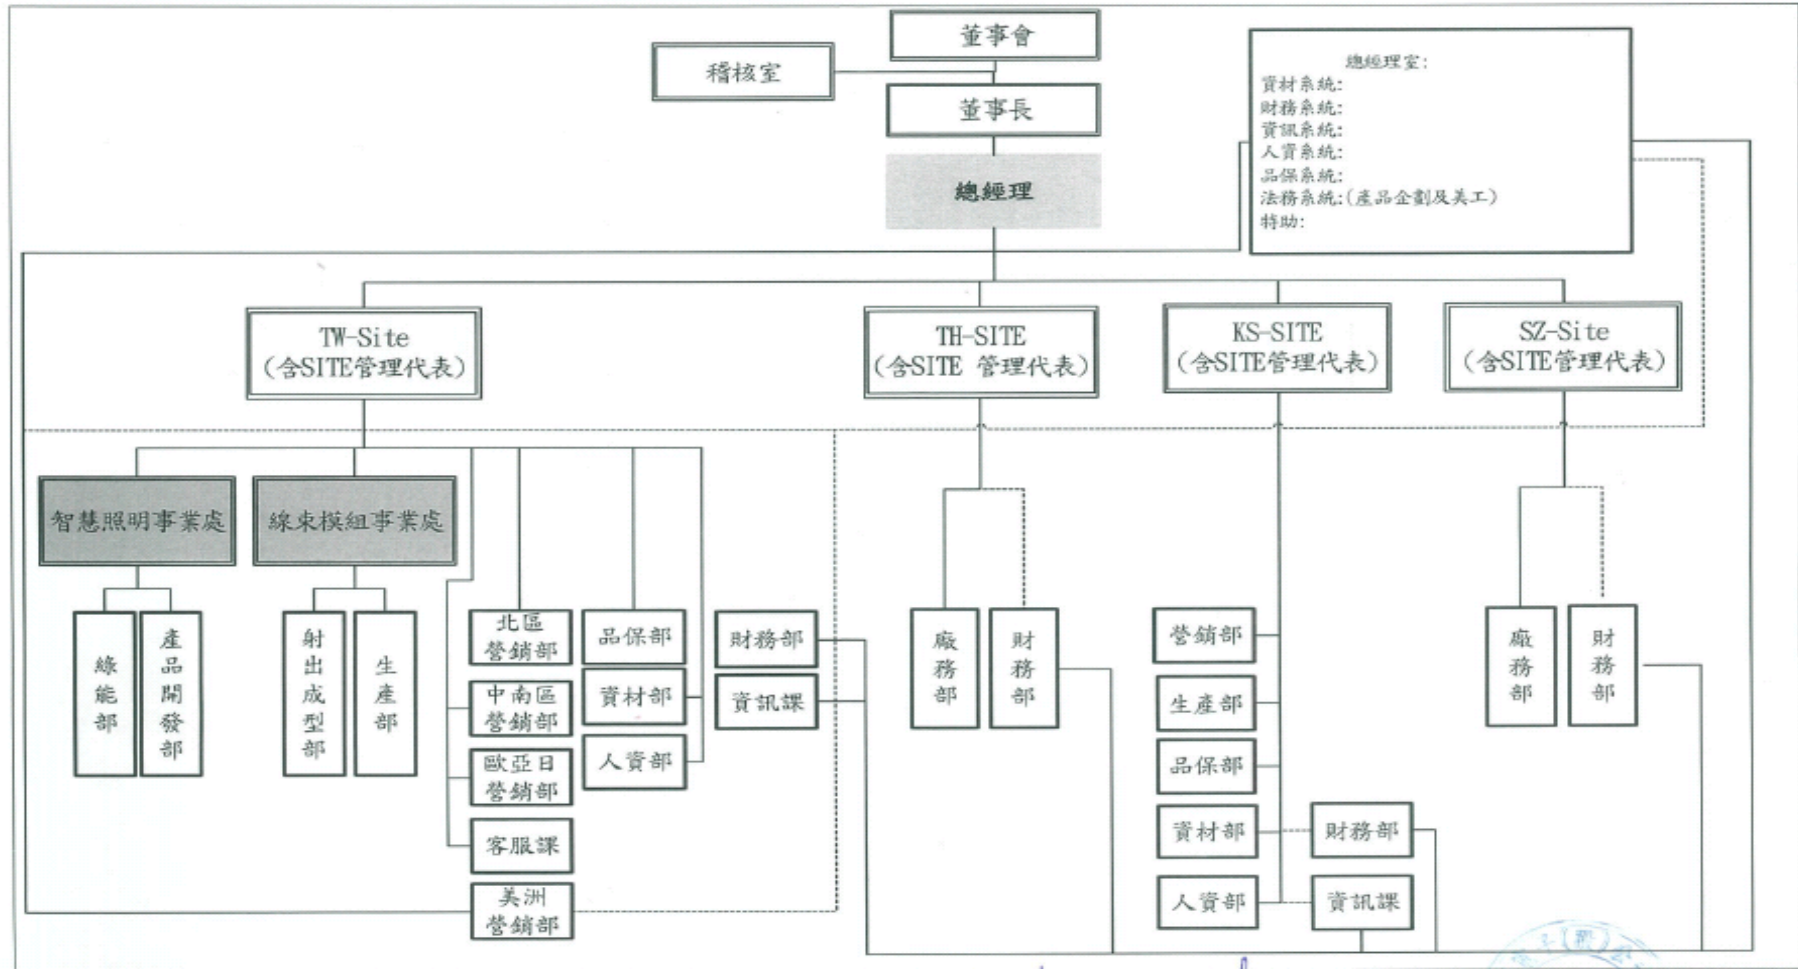 董事會
稽核室
董事長
總經理
總經理室:
資材系統:
財務系統:
資訊系統:
人資系統:
品保系統:
法務系統:(產品企劃及美工)
特助:
TW-Site
(含SITE管理代表)
TH-SITE
(含SITE 管理代表)
KS-SITE
(含SITE管理代表)
SZ-Site
(含SITE管理代表)
智慧照明事業處
線束模組事業處
綠能部
產品開發部
射出成型部
生產部
北區
營銷部
中南區
營銷部
歐亞日
營銷部
客服課
美洲
營銷部
品保部
資材部
人資部
財務部
資訊課
廠務部
財務部
營銷部
生產部
品保部
資材部
人資部
財務部
資訊課
廠務部
財務部